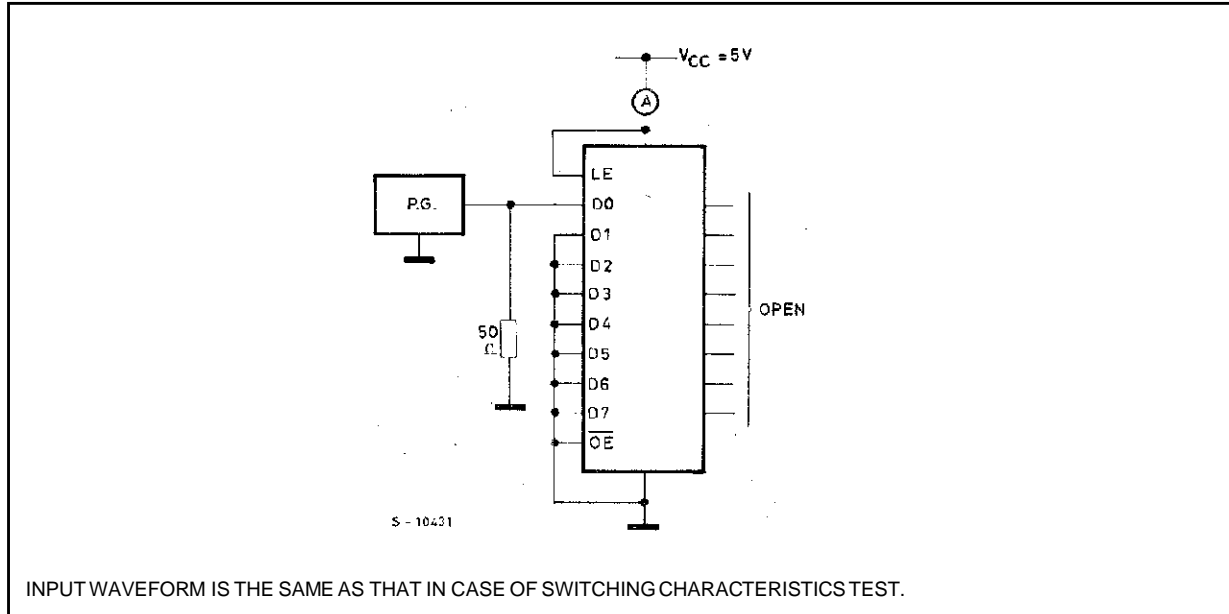 VCC = 5V
A
LE
P.G.
D0
D1
D2
D3
D4
D5
D6
D7
OE
OPEN
50
Ω
S - 10431
INPUT WAVEFORM IS THE SAME AS THAT IN CASE OF SWITCHING CHARACTERISTICS TEST.